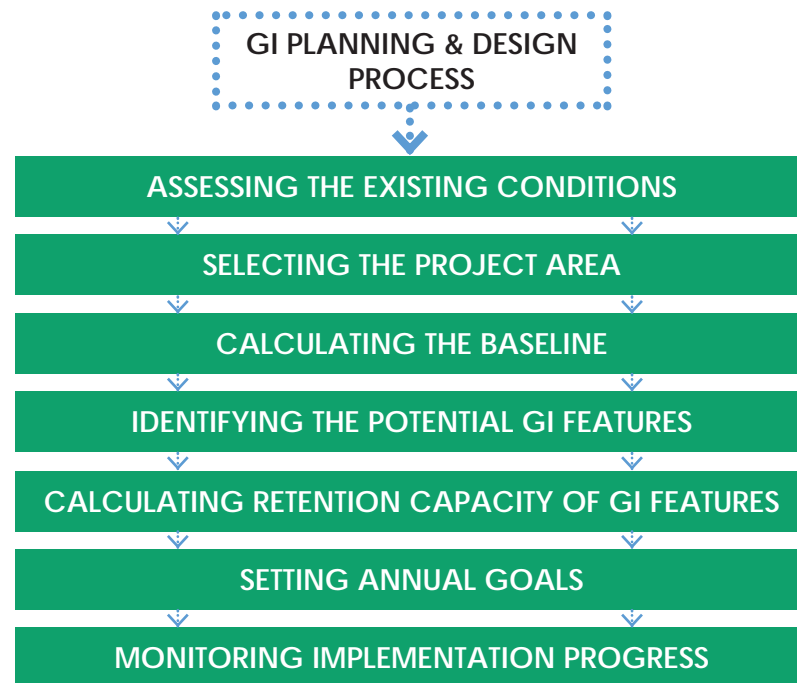 GI PLANNING & DESIGN
PROCESS
ASSESSING THE EXISTING CONDITIONS
SELECTING THE PROJECT AREA
CALCULATING THE BASELINE
IDENTIFYING THE POTENTIAL GI FEATURES
CALCULATING RETENTION CAPACITY OF GI FEATURES
SETTING ANNUAL GOALS
MONITORING IMPLEMENTATION PROGRESS